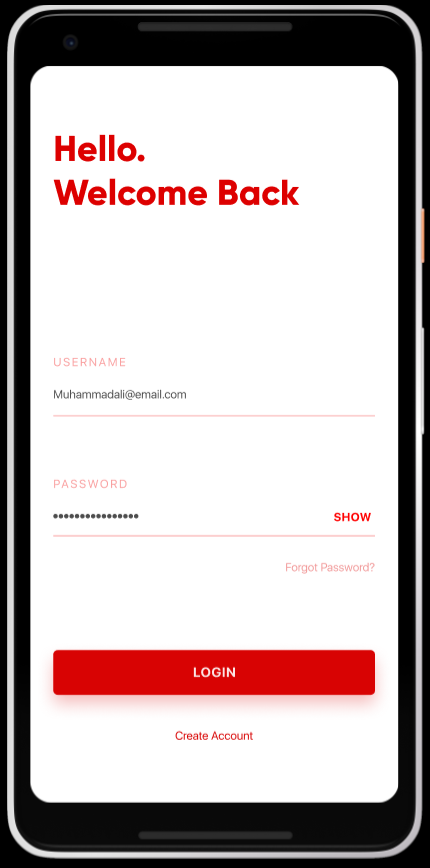 Hello.
Welcome Back
USERNAME
Muhammadali@email.com
PASSWORD
••••••••••••••••
SHOW
Forgot Password?
LOGIN
Create Account